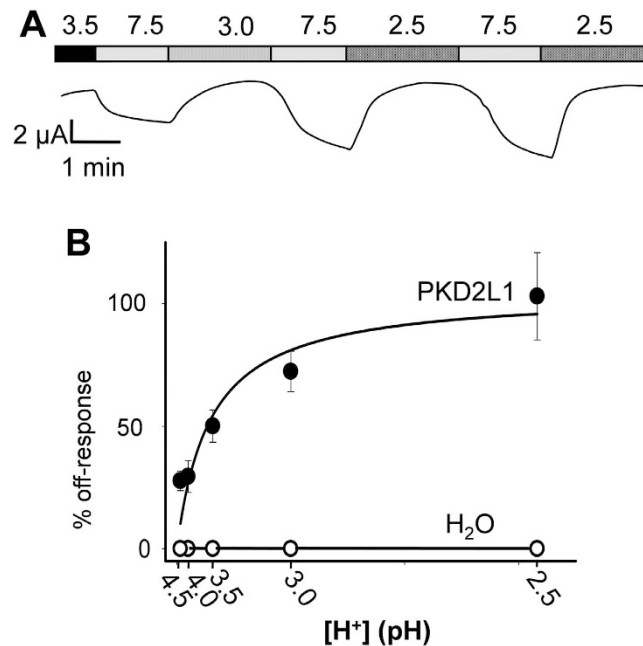 A
3.5 7.5 3.0 7.5 2.5 7.5 2.5
2 µA
1 min
B
PKD2L1
100
50
% off-response
H₂O
0
4.5 4.0 3.5 3.0 2.5
[H⁺] (pH)